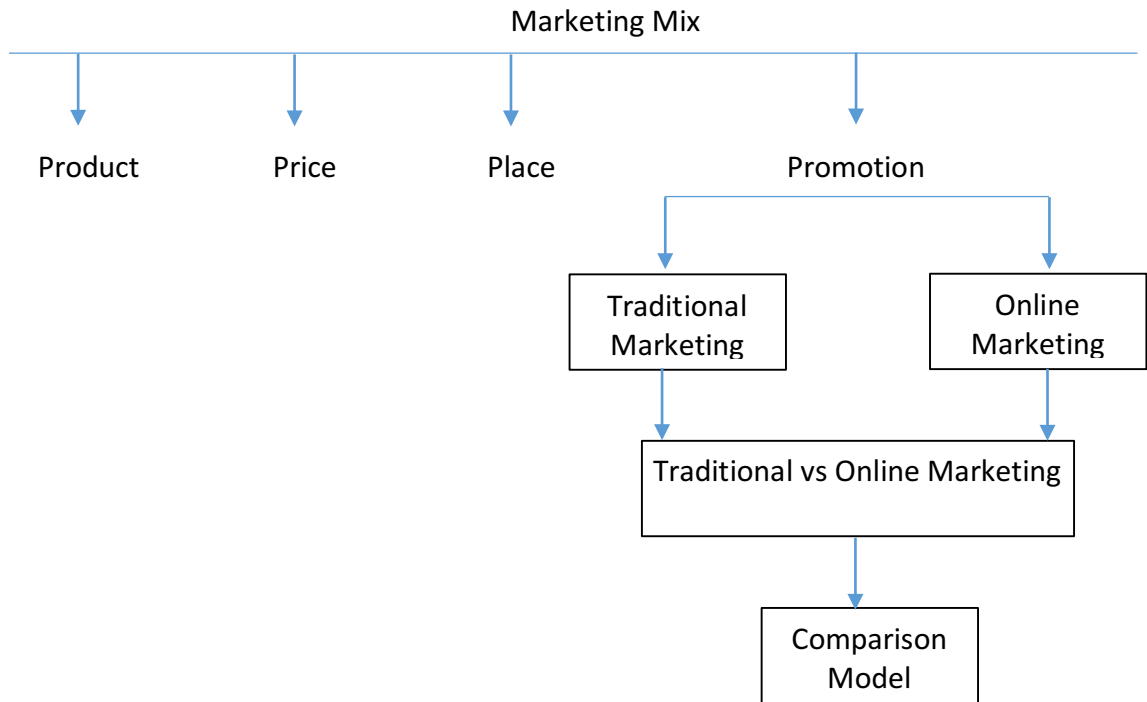 Marketing Mix
Product Price Place Promotion
Traditional
Marketing
Online
Marketing
Traditional vs Online Marketing
Comparison
Model